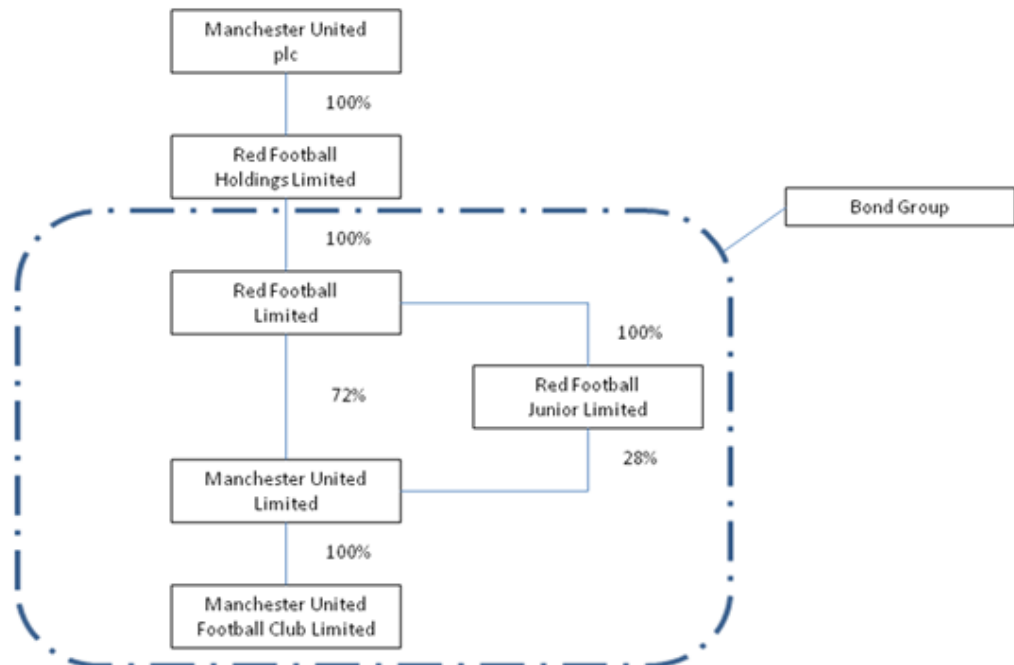 Manchester United
plc
100%
Red Football
Holdings Limited
Bond Group
100%
Red Football
Limited
100%
72%
Red Football
Junior Limited
28%
Manchester United
Limited
100%
Manchester United
Football Club Limited